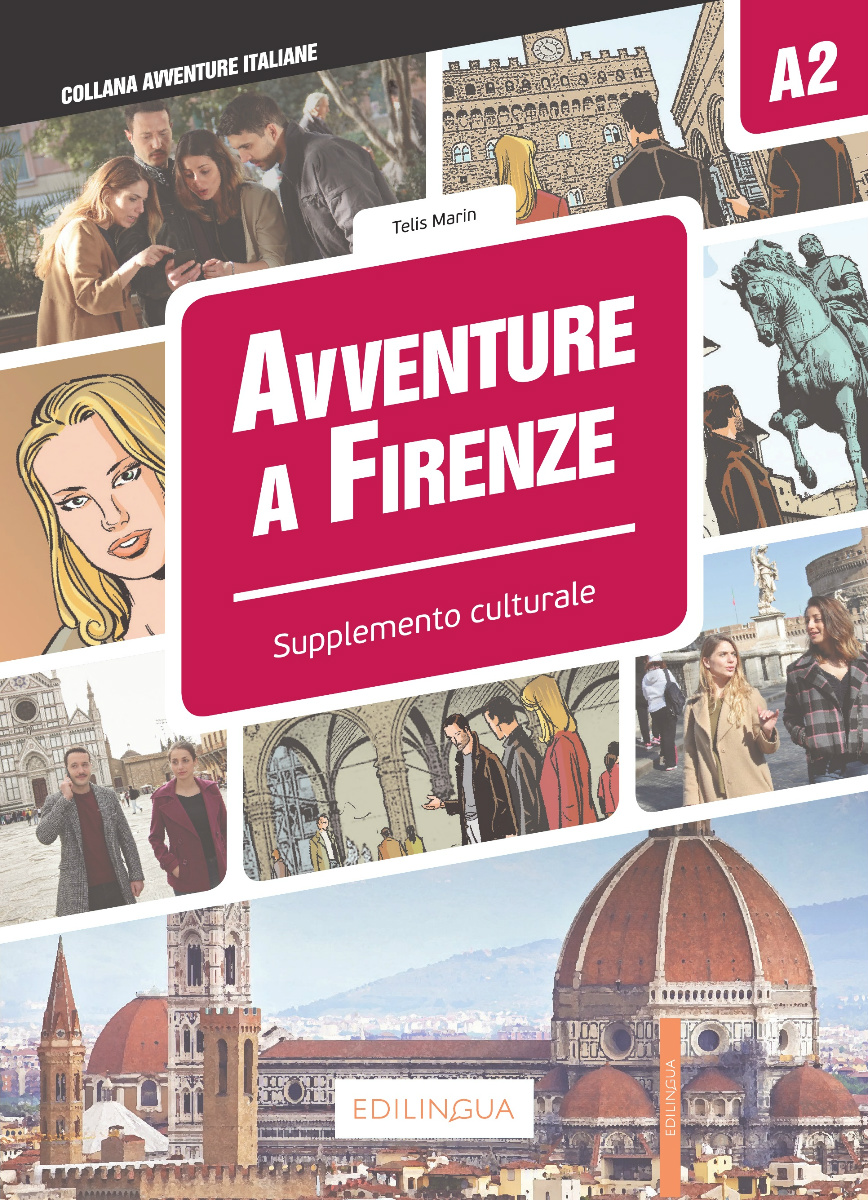 COLLANA AVVENTURE ITALIANE
A2
Telis Marin
AVVENTURE
A FIRENZE
Supplemento culturale
EDILINGUA
EDILINGUA